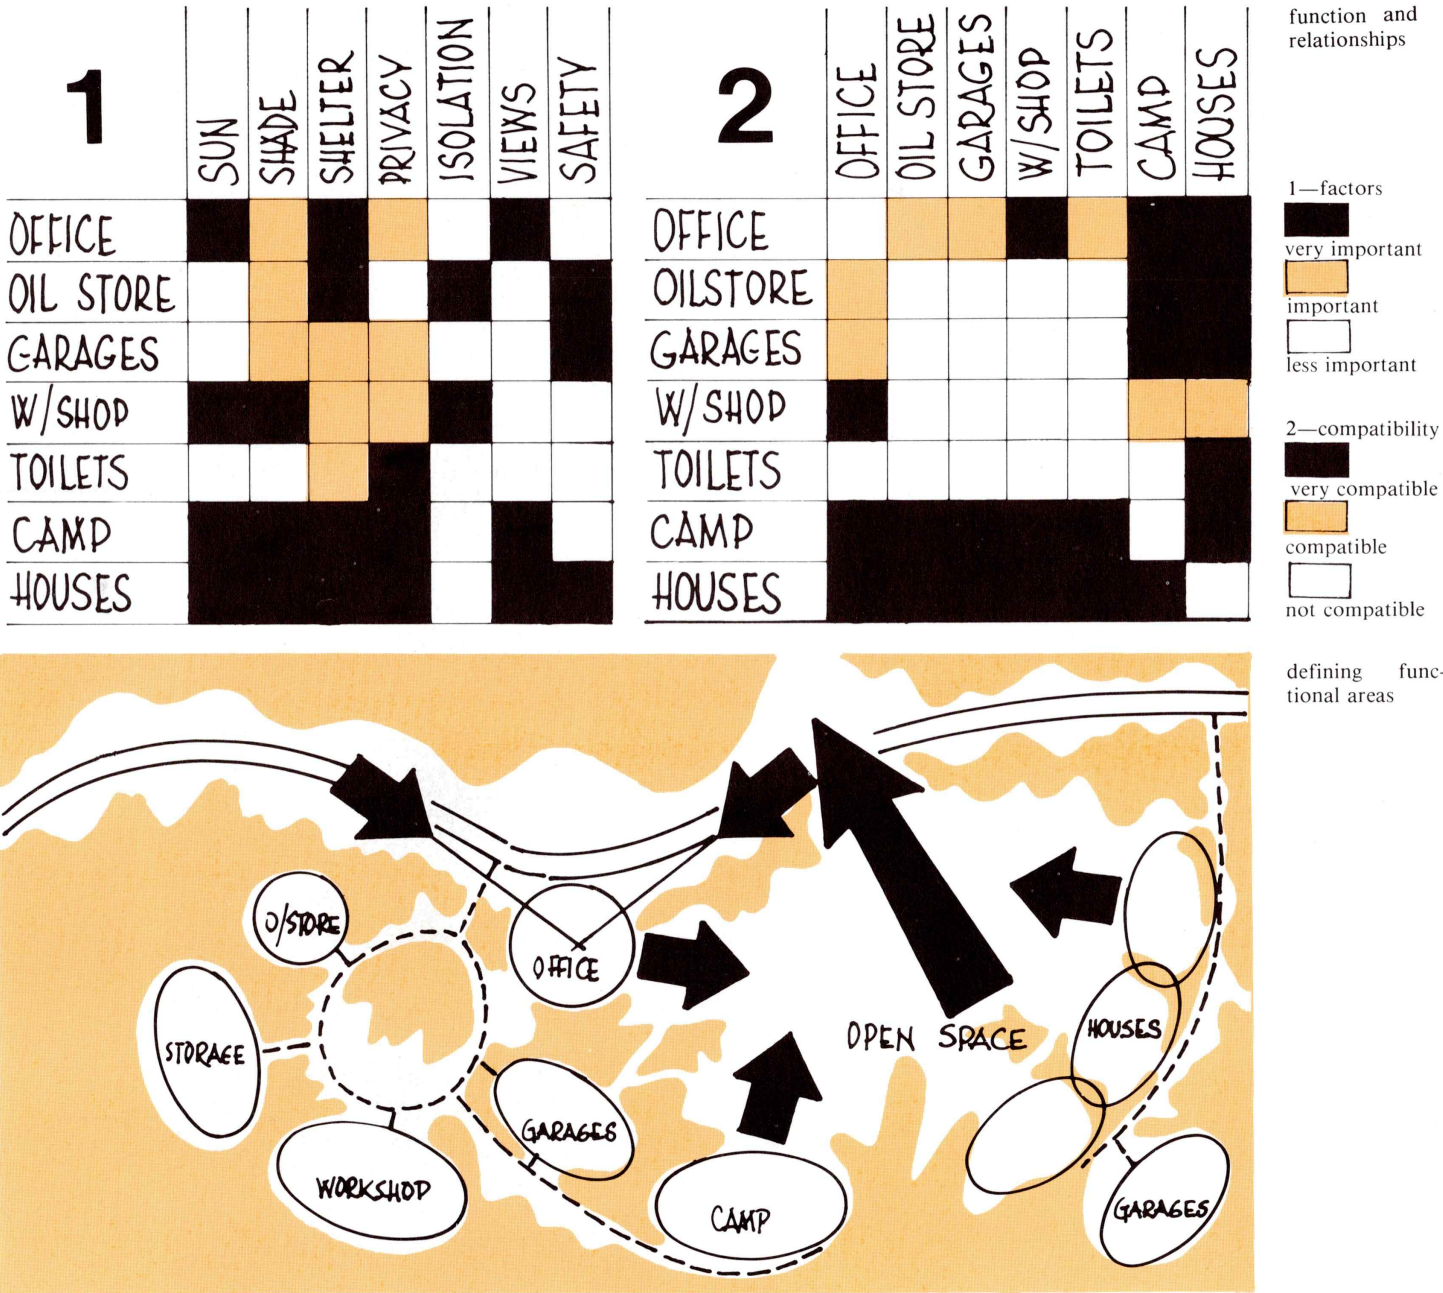 1
SUN
SHADE
SHELTER
PRIVACY
ISOLATION
VIEWS
SAFETY
OFFICE
OIL STORE
GARAGES
W/SHOP
TOILETS
CAMP
HOUSES
2
OFFICE
OIL STORE
GARAGES
W/SHOP
TOILETS
CAMP
HOUSES
OFFICE
OILSTORE
GARAGES
W/SHOP
TOILETS
CAMP
HOUSES
function and
relationships
1—factors
very important
important
less important
2—compatibility
very compatible
compatible
not compatible
defining func-
tional areas
O/STORE
OFFICE
STORAGE
OPEN SPACE
HOUSES
GARAGES
WORKSHOP
CAMP
GARAGES